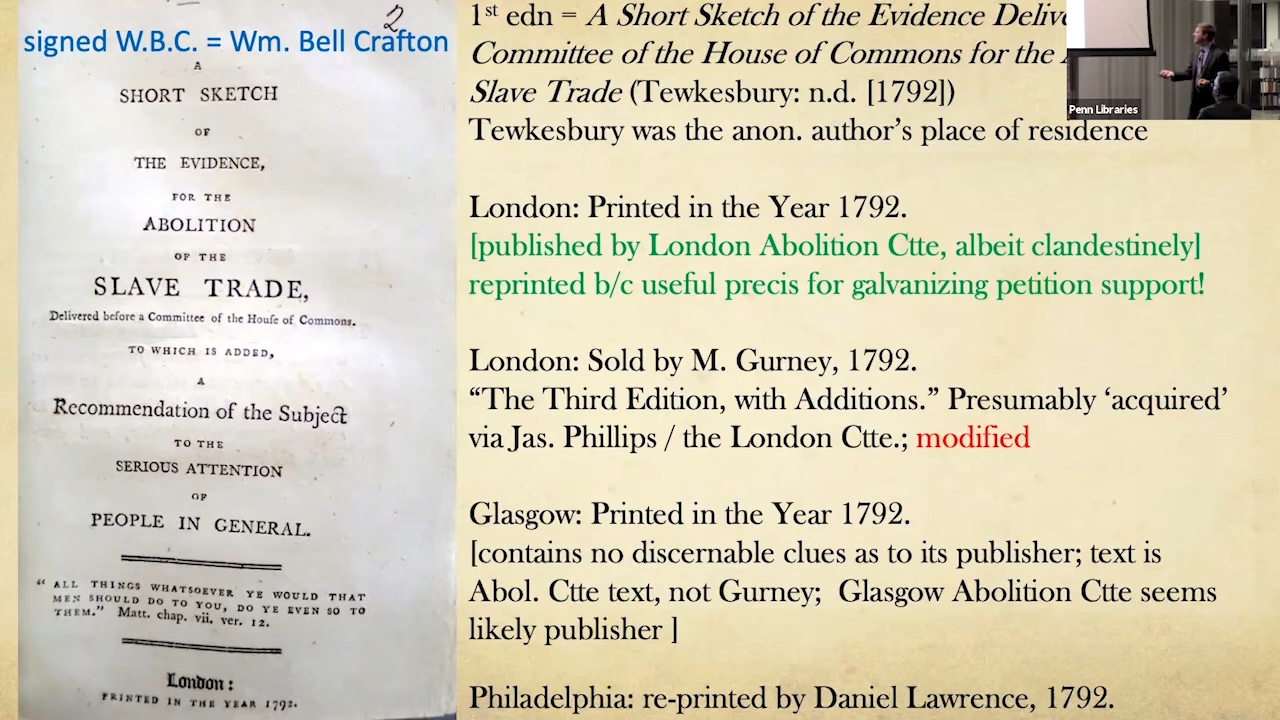 2
signed W.B.C. = Wm. Bell Crafton
A
SHORT SKETCH
OF
THE EVIDENCE,
FOR THE
ABOLITION
OF THE
SLAVE TRADE,
Delivered before a Committee of the Houſe of Commons.
TO WHICH IS ADDED,
A
Recommendation of the Subject
TO THE
SERIOUS ATTENTION
OF
PEOPLE IN GENERAL.
“ ALL THINGS WHATSOEVER YE WOULD THAT
MEN SHOULD DO TO YOU, DO YE EVEN SO TO
THEM.” Matt. chap. vii. ver. 12.
London:
PRINTED IN THE YEAR 1792.
1st edn = A Short Sketch of the Evidence
Committee of the House of Commons for the
Slave Trade (Tewkesbury: n.d. [1792])
Tewkesbury was the anon. author’s place of residence
London: Printed in the Year 1792.
[published by London Abolition Ctte, albeit clandestinely]
reprinted b/c useful precis for galvanizing petition support!
London: Sold by M. Gurney, 1792.
“The Third Edition, with Additions.” Presumably ‘acquired’
via Jas. Phillips / the London Ctte.; modified
Glasgow: Printed in the Year 1792.
[contains no discernable clues as to its publisher; text is
Abol. Ctte text, not Gurney; Glasgow Abolition Ctte seems
likely publisher ]
Philadelphia: re-printed by Daniel Lawrence, 1792.
Penn Libraries